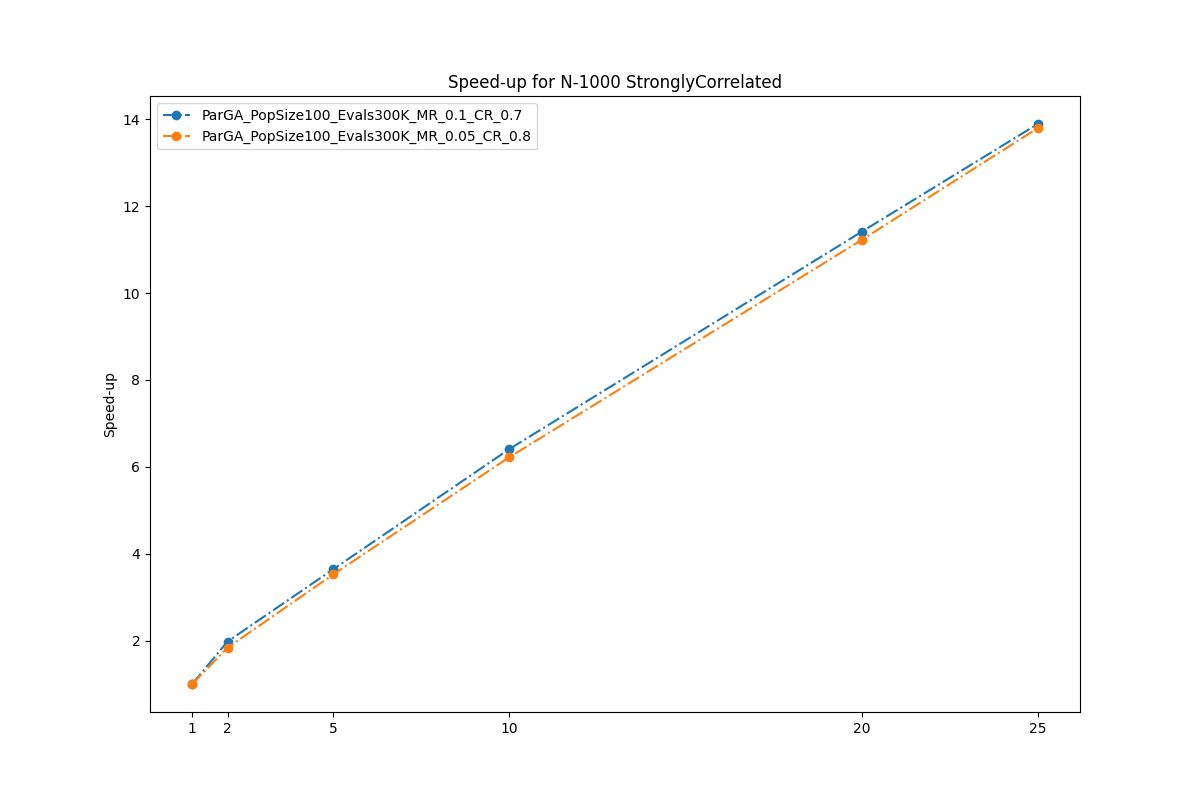 Speed-up for N-1000 StronglyCorrelated
ParGA_PopSize100_Evals300K_MR_0.1_CR_0.7
ParGA_PopSize100_Evals300K_MR_0.05_CR_0.8
14
12
10
8
6
4
2
Speed-up
1 2 5 10 20 25